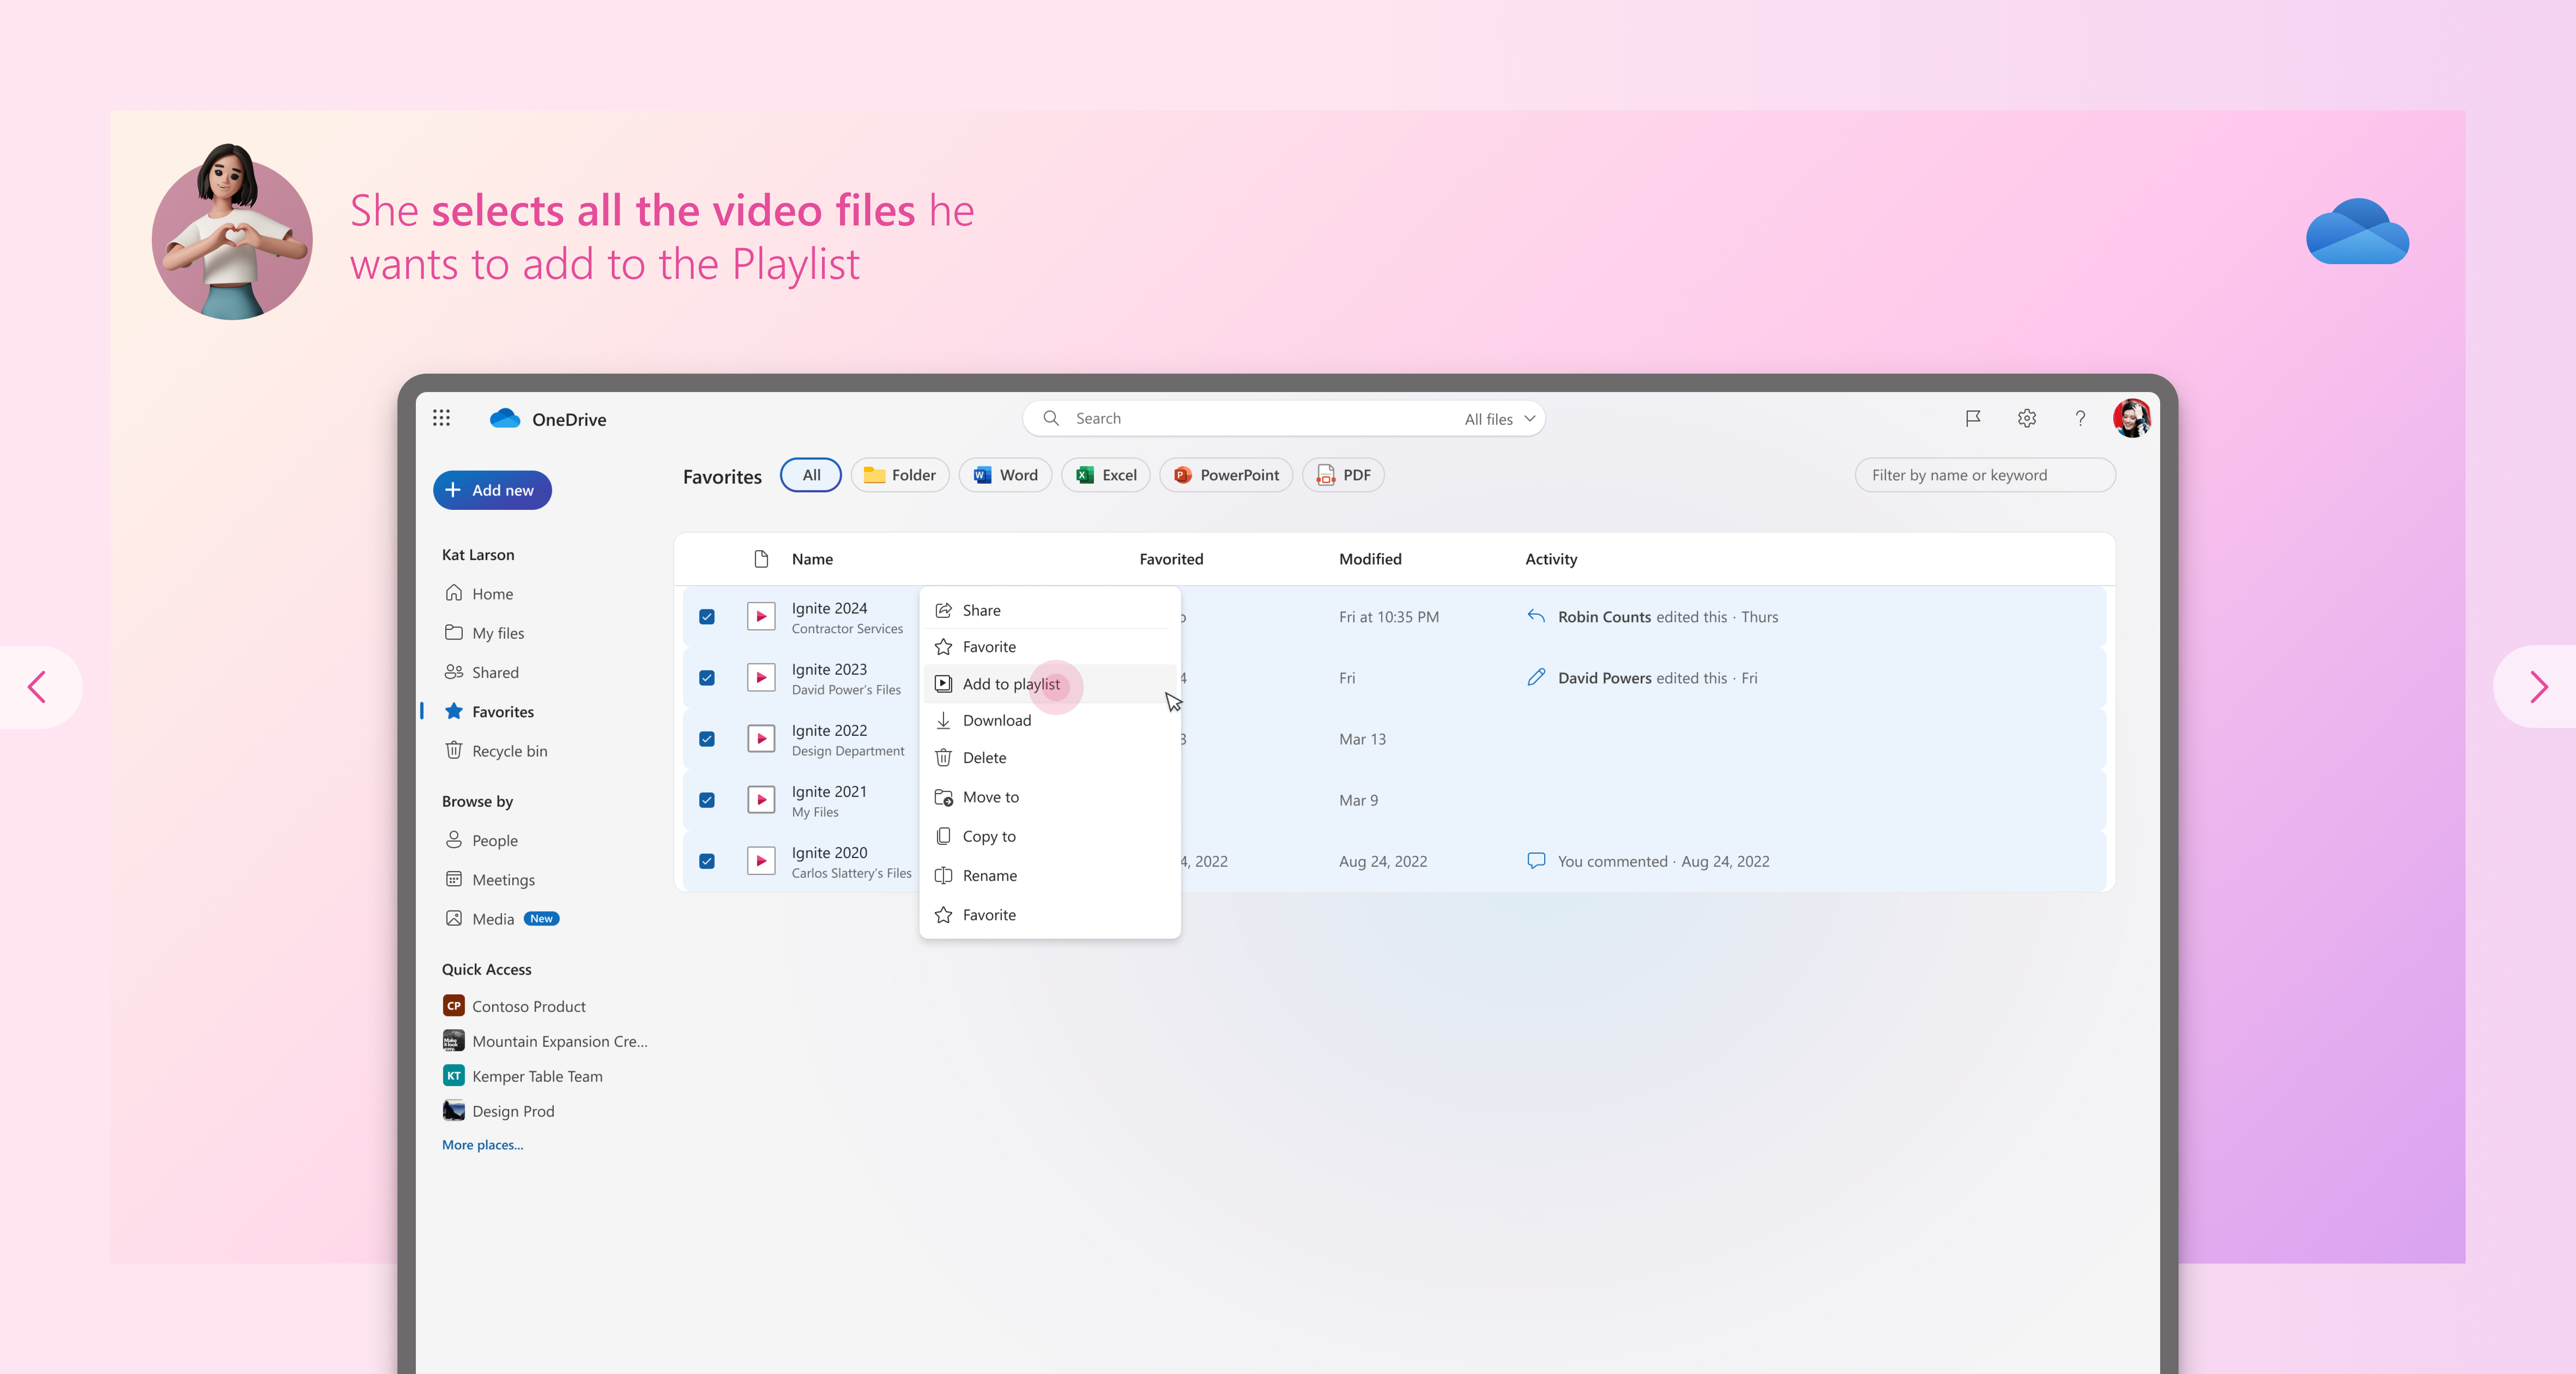 She selects all the video files he
wants to add to the Playlist
OneDrive
Search
All files
Add new
Favorites
All
Folder
Word
Excel
PowerPoint
PDF
Filter by name or keyword
Kat Larson
Home
My files
Shared
Favorites
Recycle bin
Browse by
People
Meetings
Media New
Quick Access
CP Contoso Product
Mountain Expansion Cre...
KT Kemper Table Team
Design Prod
More places...
Name Favorited Modified Activity
Ignite 2024
Contractor Services
Fri at 10:35 PM
Robin Counts edited this · Thurs
Ignite 2023
David Power's Files
Fri
David Powers edited this · Fri
Ignite 2022
Design Department
Mar 13
Ignite 2021
My Files
Mar 9
Ignite 2020
Carlos Slattery's Files
4, 2022
Aug 24, 2022
You commented · Aug 24, 2022
Share
Favorite
Add to playlist
Download
Delete
Move to
Copy to
Rename
Favorite